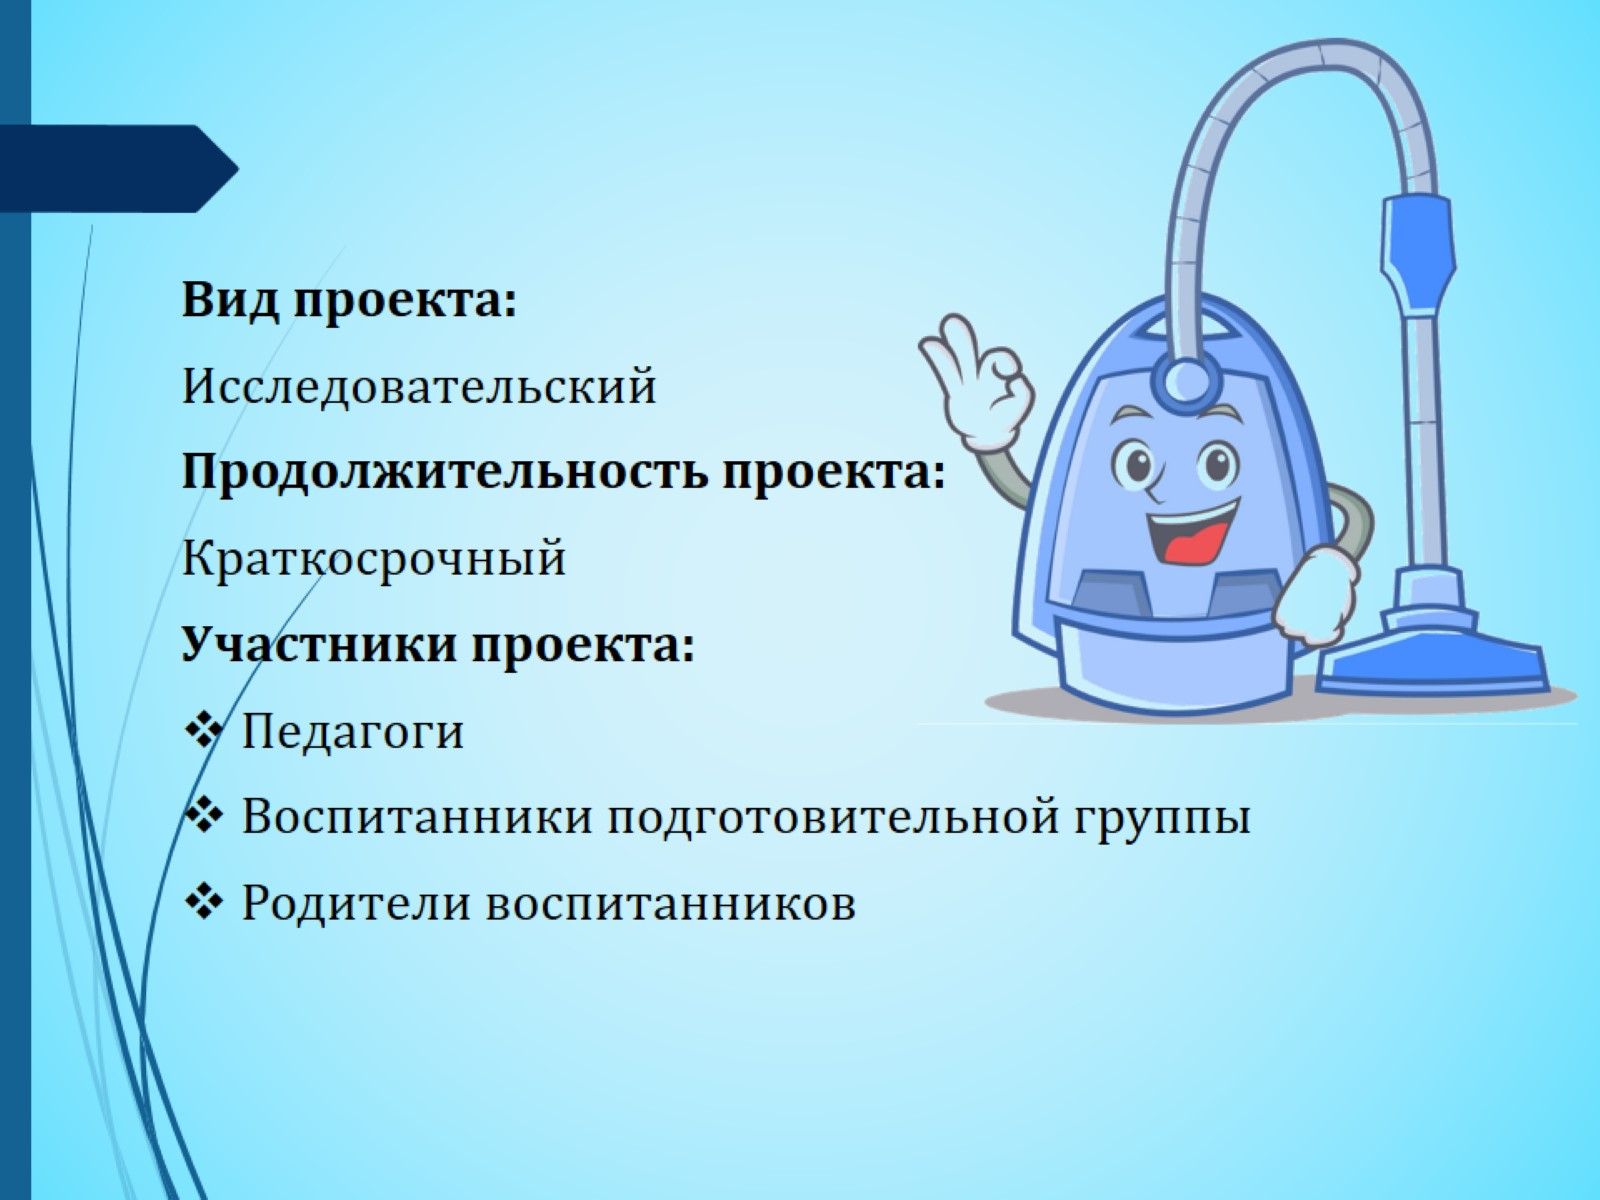 Вид проекта:
Исследовательский
Продолжительность проекта:
Краткосрочный
Участники проекта:
❖ Педагоги
❖ Воспитанники подготовительной группы
❖ Родители воспитанников